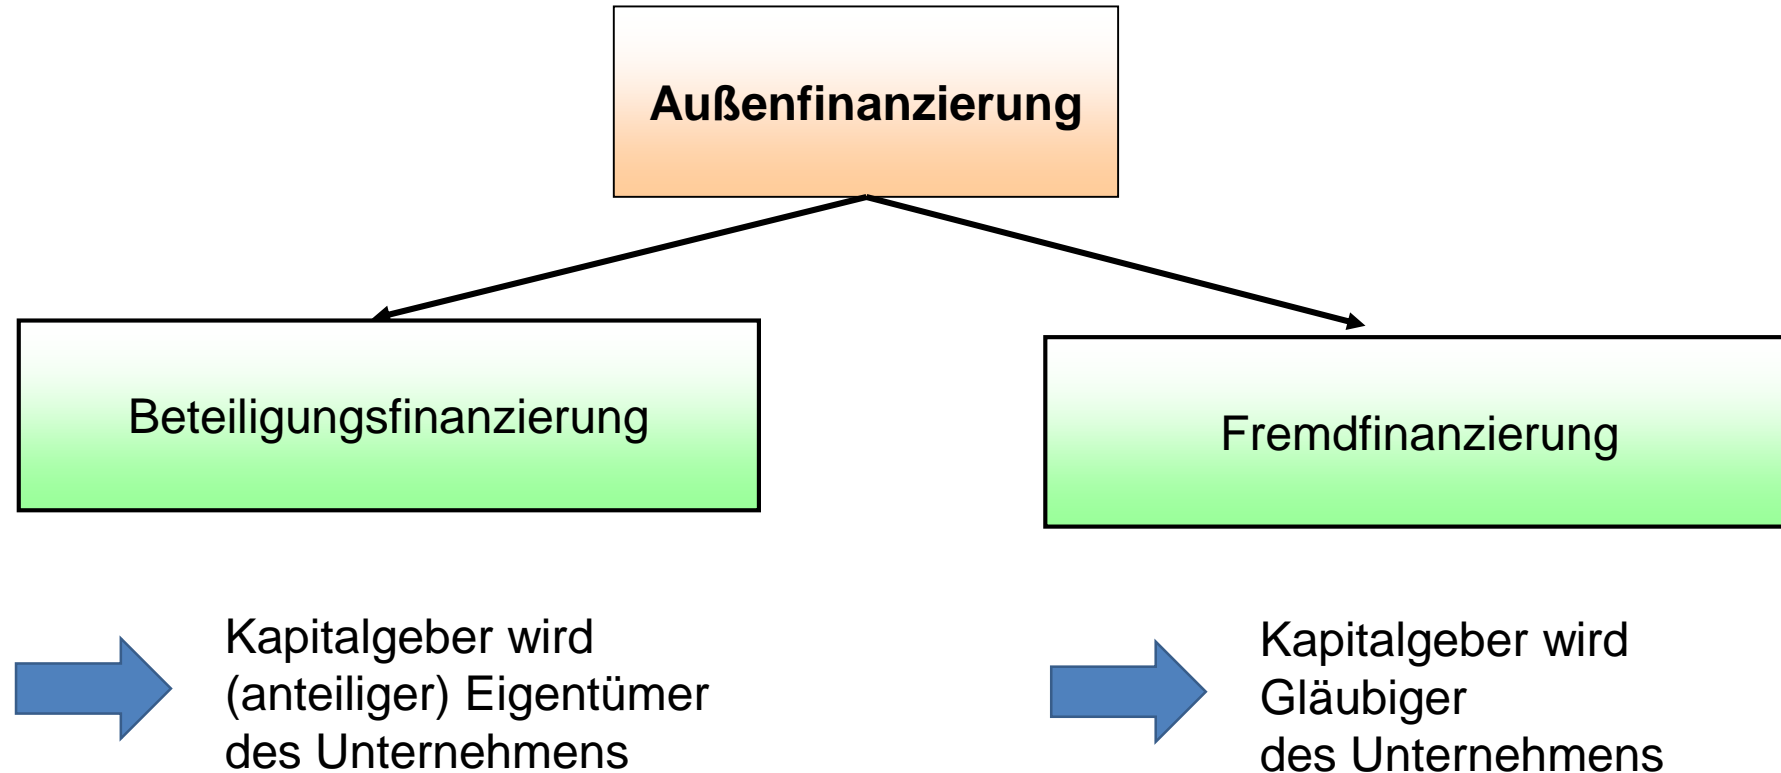 Außenfinanzierung
Beteiligungsfinanzierung
Fremdfinanzierung
Kapitalgeber wird
(anteiliger) Eigentümer
des Unternehmens
Kapitalgeber wird
Gläubiger
des Unternehmens